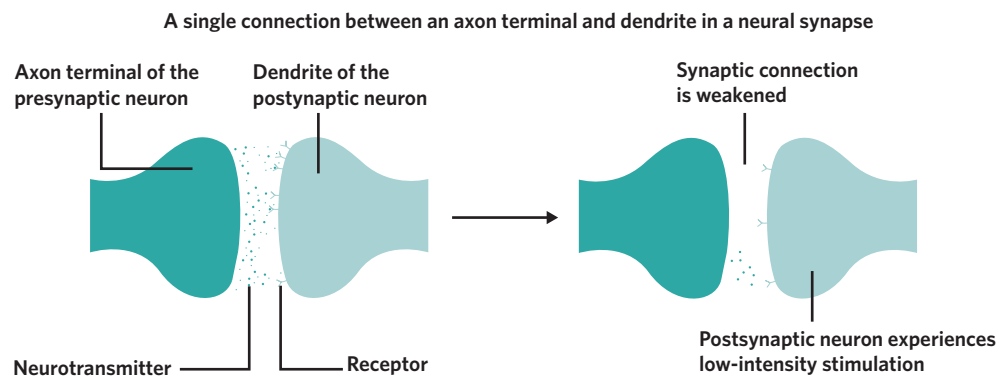 A single connection between an axon terminal and dendrite in a neural synapse
Axon terminal of the
presynaptic neuron
Dendrite of the
postynaptic neuron
Synaptic connection
is weakened
Neurotransmitter
Receptor
Postsynaptic neuron experiences
low-intensity stimulation